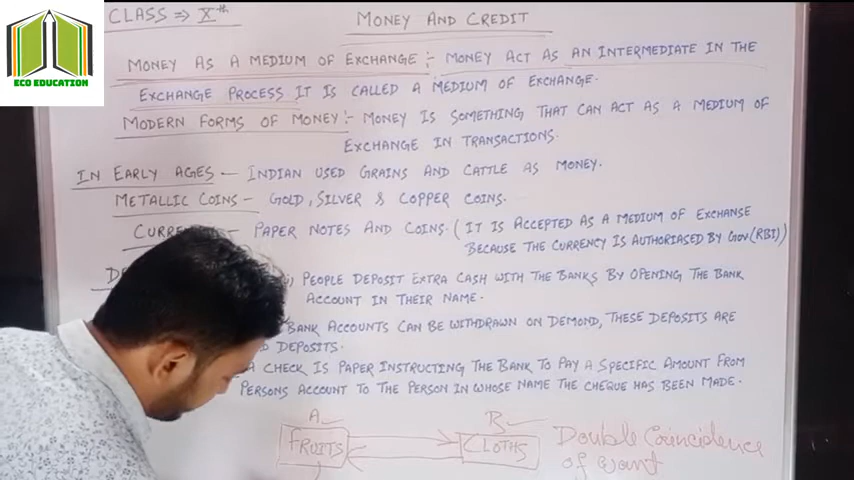 CLASS ⇒ Xth
MONEY AND CREDIT
ECO EDUCATION
MONEY AS A MEDIUM OF EXCHANGE :- MONEY ACT AS AN INTERMEDIATE IN THE
EXCHANGE PROCESS IT IS CALLED A MEDIUM OF EXCHANGE.
MODERN FORMS OF MONEY :- MONEY IS SOMETHING THAT CAN ACT AS A MEDIUM OF
EXCHANGE IN TRANSACTIONS.
IN EARLY AGES - INDIAN USED GRAINS AND CATTLE AS MONEY.
METALLIC COINS - GOLD, SILVER & COPPER COINS.
PAPER NOTES AND COINS. (IT IS ACCEPTED AS A MEDIUM OF EXCHANSE
BECAUSE THE CURRENCY IS AUTHORIASED BY GOV(RBI))
PEOPLE DEPOSIT EXTRA CASH WITH THE BANKS BY OPENING THE BANK
ACCOUNT IN THEIR NAME.
BANK ACCOUNTS CAN BE WITHDRAWN ON DEMOND, THESE DEPOSITS ARE
DEPOSITS.
A CHECK IS PAPER INSTRUCTING THE BANK TO PAY A SPECIFIC AMOUNT FROM
PERSONS ACCOUNT TO THE PERSON IN WHOSE NAME THE CHEQUE HAS BEEN MADE.
A B
FRUITS CLOTHS Double Coincidence
of want